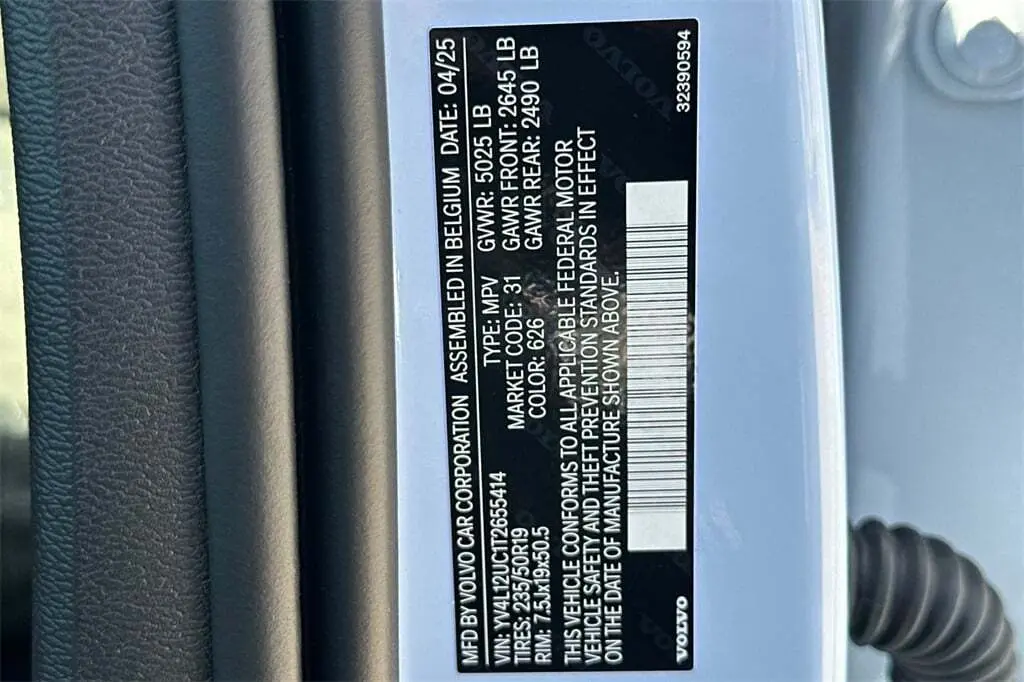 MFD BY VOLVO CAR CORPORATION ASSEMBLED IN BELGIUM DATE: 04/25
VIN: YV4L12UC1T2655414 TYPE: MPV GVWR: 5025 LB
TIRES: 235/50R19 MARKET CODE: 31 GAWR FRONT: 2645 LB
RIM: 7.5Jx19x50.5 COLOR: 626 GAWR REAR: 2490 LB
THIS VEHICLE CONFORMS TO ALL APPLICABLE FEDERAL MOTOR
VEHICLE SAFETY AND THEFT PREVENTION STANDARDS IN EFFECT
ON THE DATE OF MANUFACTURE SHOWN ABOVE.
VOLVO 32390594